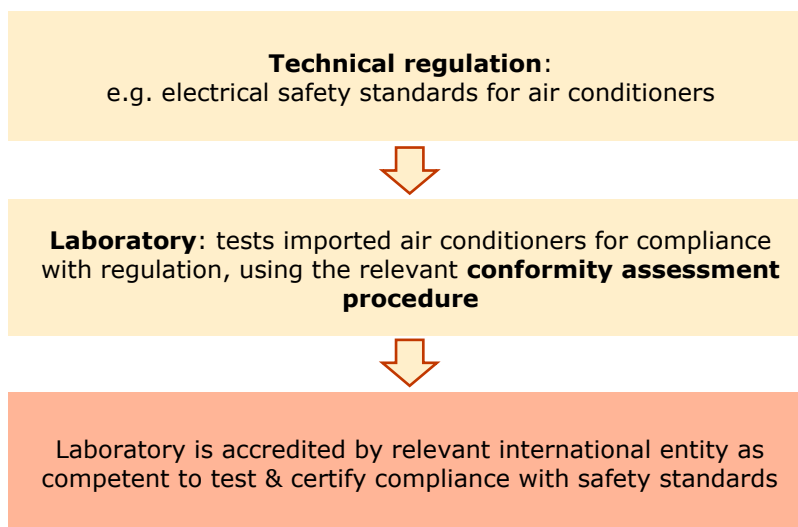 Technical regulation:
e.g. electrical safety standards for air conditioners
Laboratory: tests imported air conditioners for compliance
with regulation, using the relevant conformity assessment
procedure
Laboratory is accredited by relevant international entity as
competent to test & certify compliance with safety standards